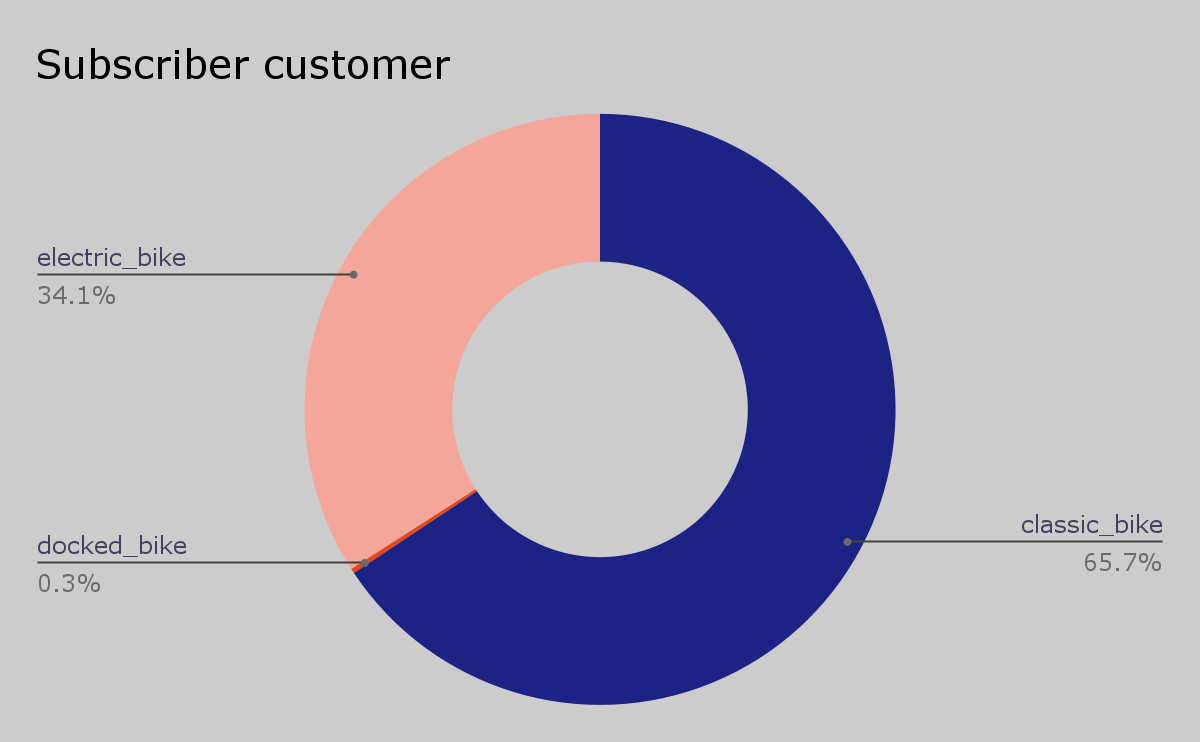 Subscriber customer
electric_bike
34.1%
docked_bike
0.3%
classic_bike
65.7%